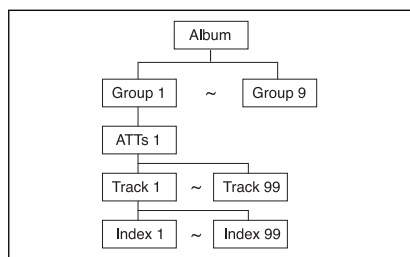 Album
Group 1 ~ Group 9
ATTs 1
Track 1 ~ Track 99
Index 1 ~ Index 99